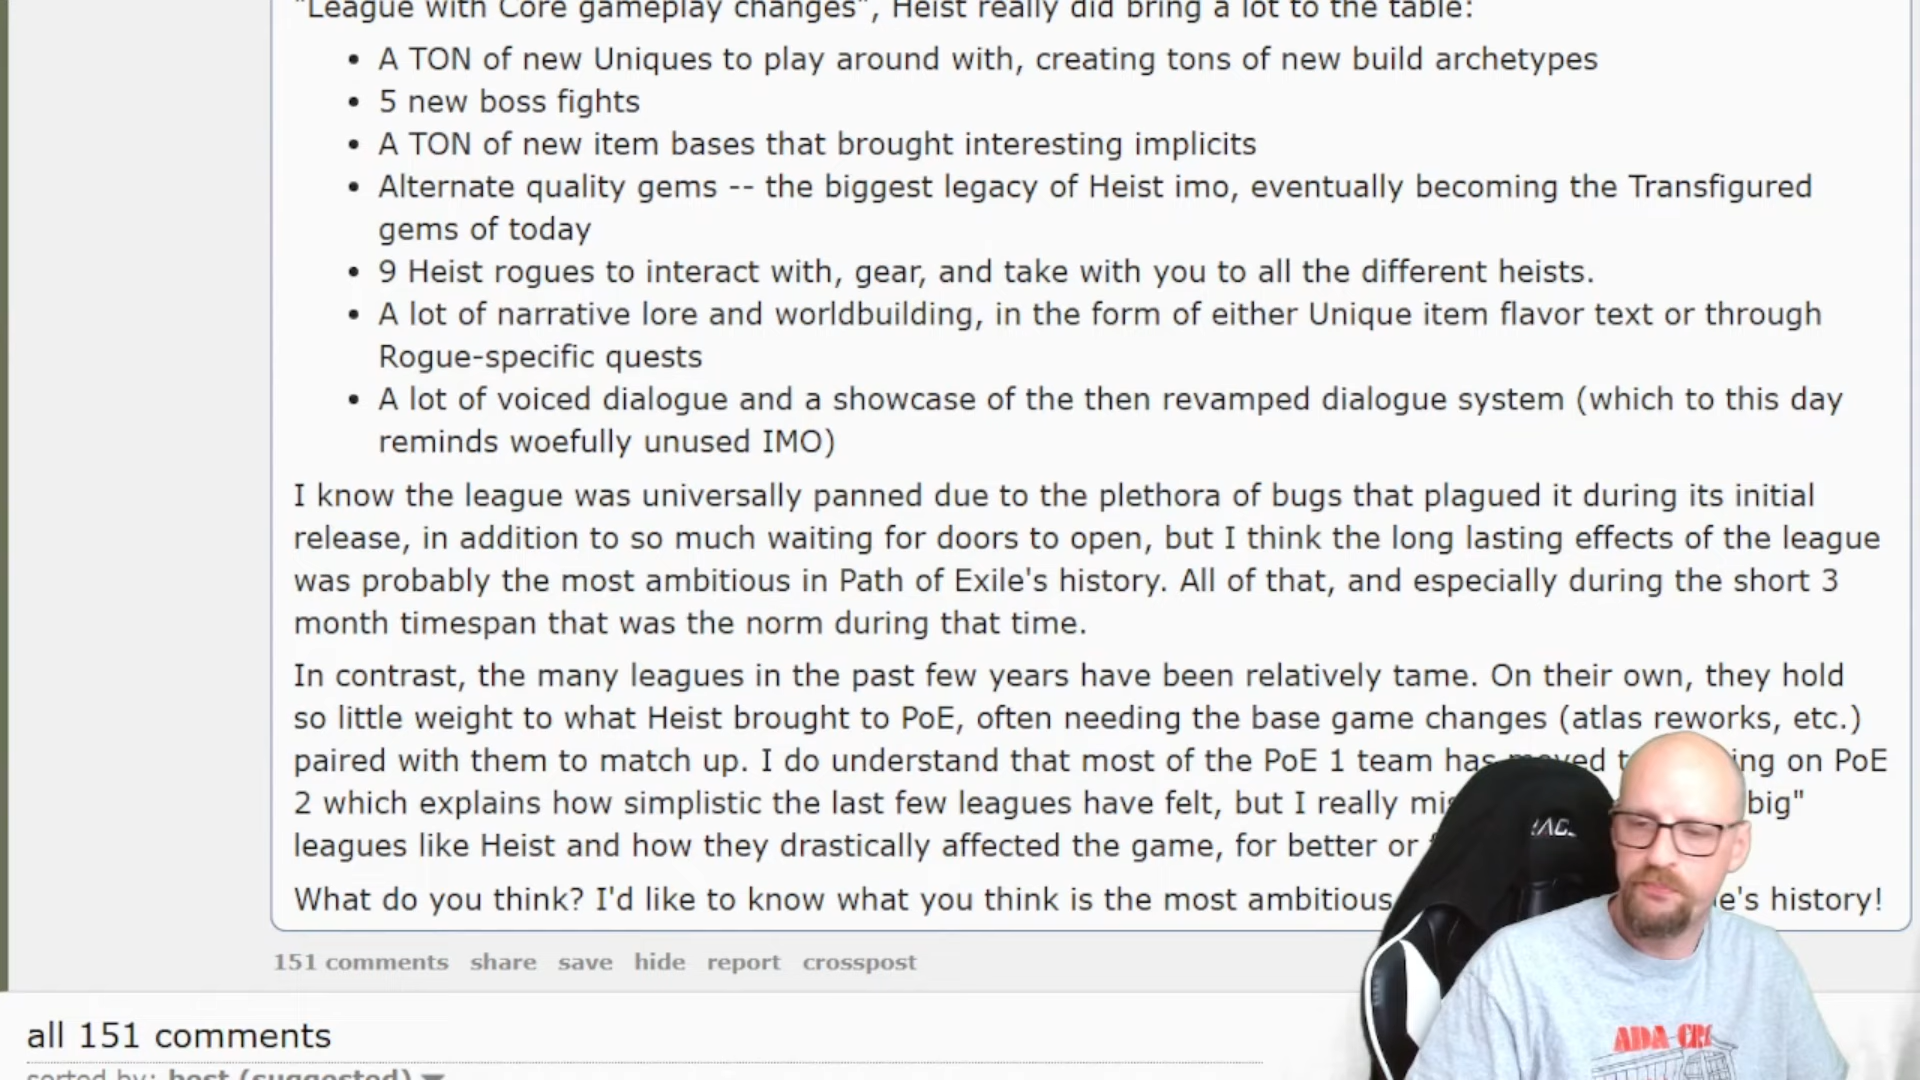 "League with Core gameplay changes", Heist really did bring a lot to the table:
• A TON of new Uniques to play around with, creating tons of new build archetypes
• 5 new boss fights
• A TON of new item bases that brought interesting implicits
• Alternate quality gems -- the biggest legacy of Heist imo, eventually becoming the Transfigured
gems of today
• 9 Heist rogues to interact with, gear, and take with you to all the different heists.
• A lot of narrative lore and worldbuilding, in the form of either Unique item flavor text or through
Rogue-specific quests
• A lot of voiced dialogue and a showcase of the then revamped dialogue system (which to this day
reminds woefully unused IMO)
I know the league was universally panned due to the plethora of bugs that plagued it during its initial
release, in addition to so much waiting for doors to open, but I think the long lasting effects of the league
was probably the most ambitious in Path of Exile's history. All of that, and especially during the short 3
month timespan that was the norm during that time.
In contrast, the many leagues in the past few years have been relatively tame. On their own, they hold
so little weight to what Heist brought to PoE, often needing the base game changes (atlas reworks, etc.)
paired with them to match up. I do understand that most of the PoE 1 team has on PoE
2 which explains how simplistic the last few leagues have felt, but I really big"
leagues like Heist and how they drastically affected the game, for better or
What do you think? I'd like to know what you think is the most ambitious history!
151 comments share save hide report crosspost
all 151 comments
sorted by: best (suggested)
ADA